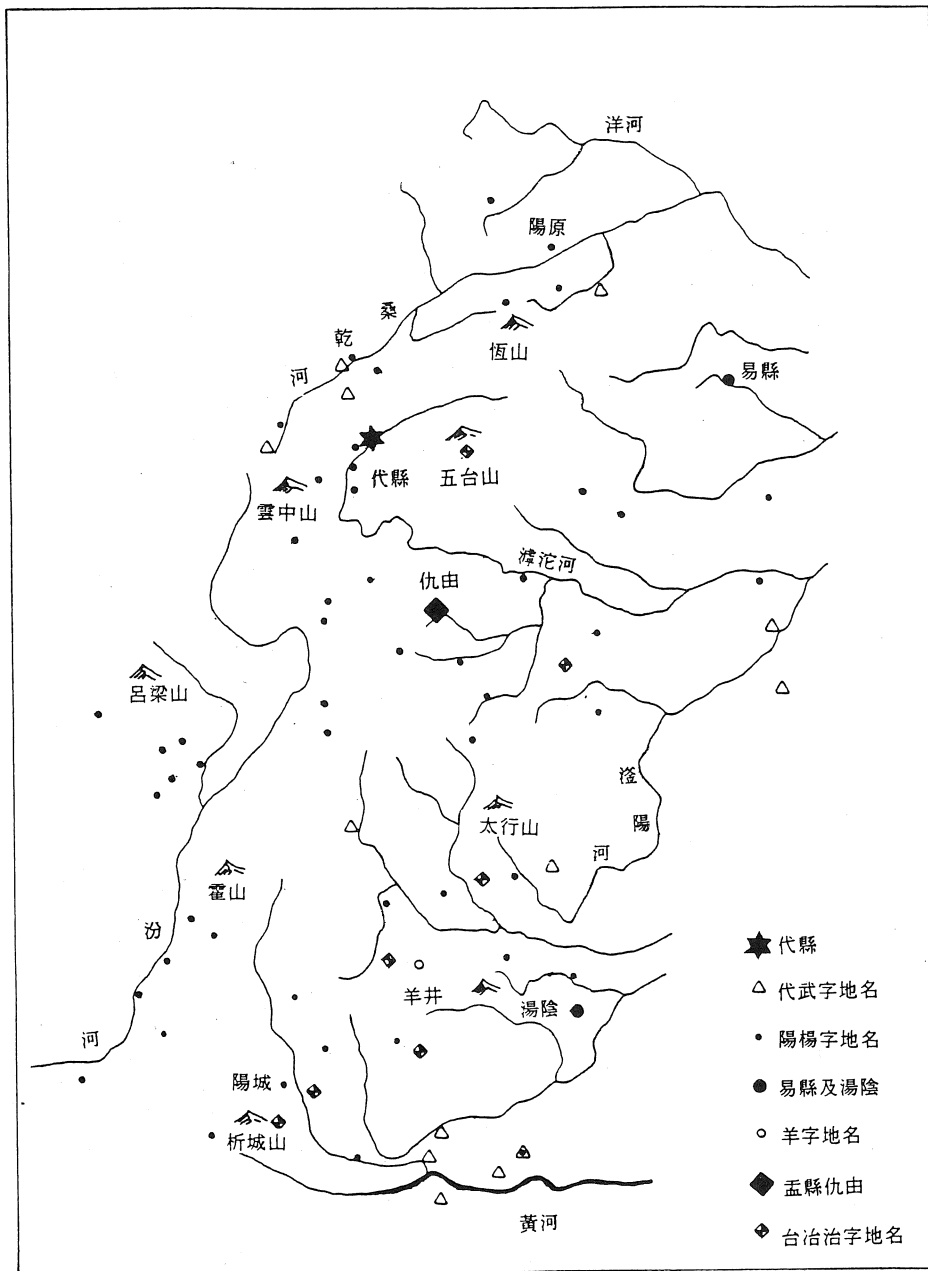 洋河
陽原
桑
乾
河
恆山
易縣
代縣
五台山
雲中山
滹沱河
仇由
呂梁山
滏
陽
河
太行山
霍山
汾
河
羊井
湯陰
陽城
析城山
黃河
代縣
代武字地名
陽楊字地名
易縣及湯陰
羊字地名
盂縣仇由
台冶治字地名